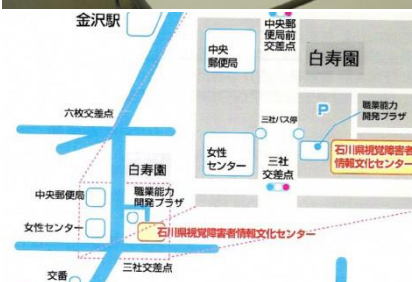 金沢駅
六枚交差点
白寿園
中央郵便局
職業能力
開発プラザ
女性センター
石川県視覚障害者情報文化センター
三社交差点
交番
中央郵
便局前
交差点
中央
郵便局
白寿園
P
職業能力
開発プラザ
三社バス停
女性
センター
三社
交差点
石川県視覚障害者
情報文化センター